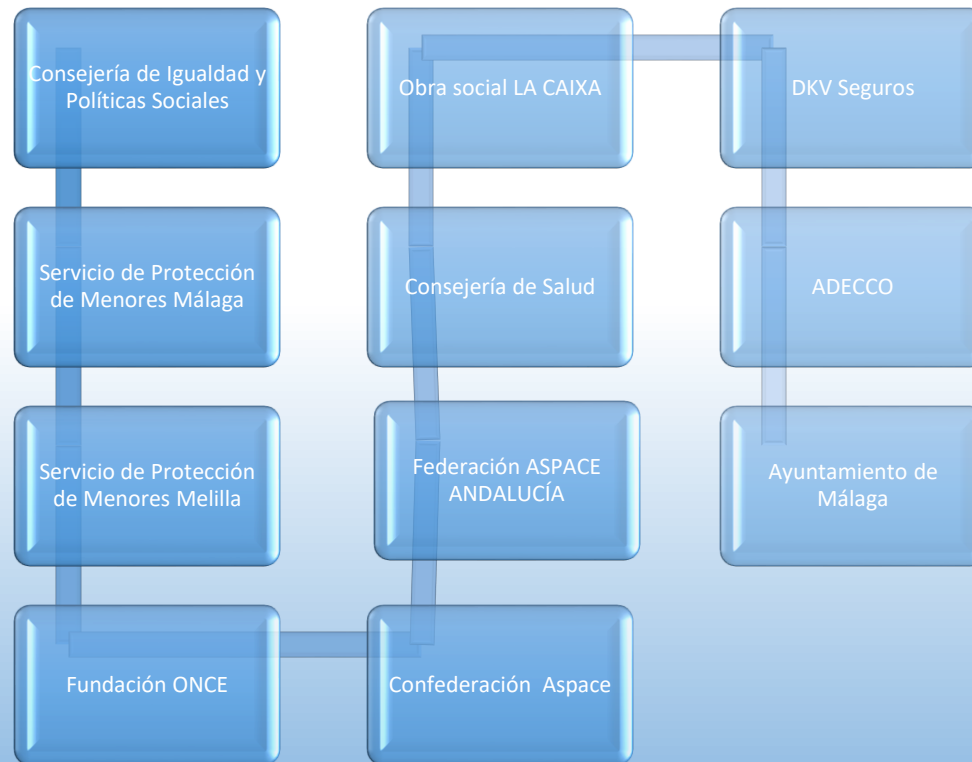 Consejería de Igualdad y
Políticas Sociales
Servicio de Protección
de Menores Málaga
Servicio de Protección
de Menores Melilla
Fundación ONCE
Confederación  Aspace
Federación ASPACE
ANDALUCÍA
Consejería de Salud
Obra social LA CAIXA
DKV Seguros
ADECCO
Ayuntamiento de
Málaga